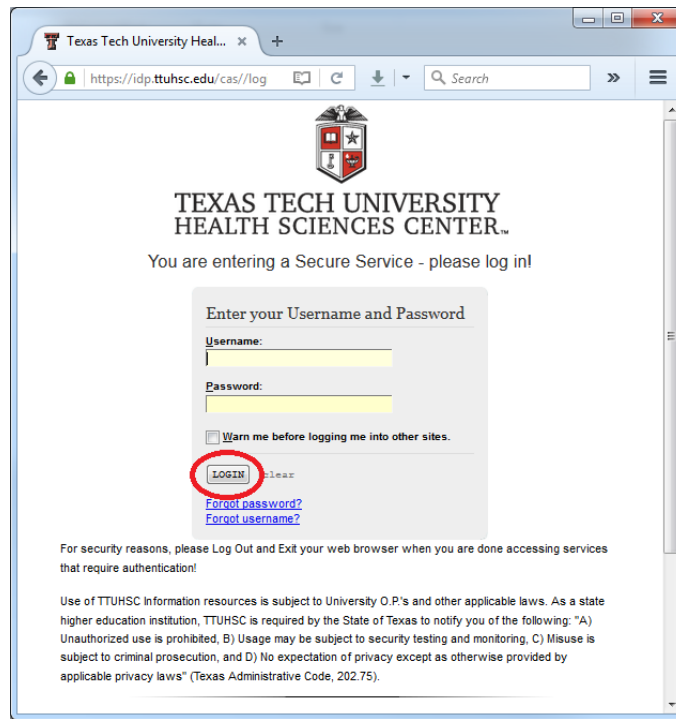 Texas Tech University Heal... × +
https://idp.ttuhsc.edu/cas//log Search »
TEXAS TECH UNIVERSITY
HEALTH SCIENCES CENTER™
You are entering a Secure Service - please log in!
Enter your Username and Password
Username:
Password:
Warn me before logging me into other sites.
LOGIN clear
Forgot password?
Forgot username?
For security reasons, please Log Out and Exit your web browser when you are done accessing services
that require authentication!
Use of TTUHSC Information resources is subject to University O.P.'s and other applicable laws. As a state
higher education institution, TTUHSC is required by the State of Texas to notify you of the following: "A)
Unauthorized use is prohibited, B) Usage may be subject to security testing and monitoring, C) Misuse is
subject to criminal prosecution, and D) No expectation of privacy except as otherwise provided by
applicable privacy laws" (Texas Administrative Code, 202.75).